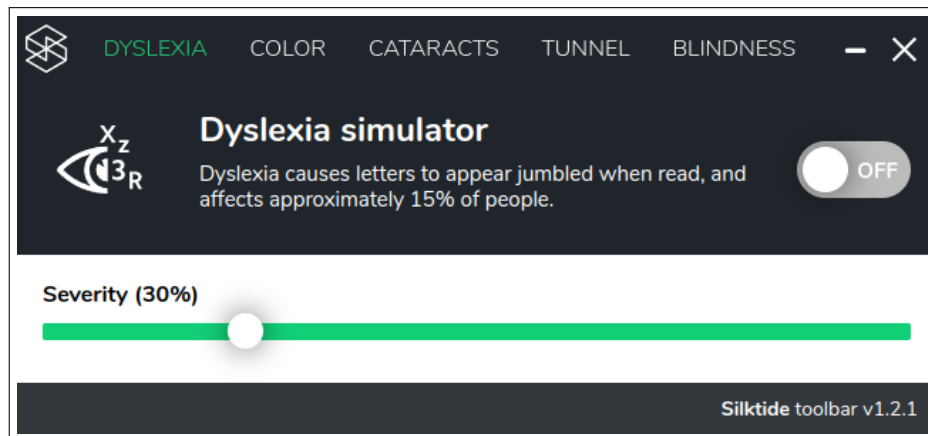 DYSLEXIA COLOR CATARACTS TUNNEL BLINDNESS
X
Z
3
R
Dyslexia simulator
Dyslexia causes letters to appear jumbled when read, and
affects approximately 15% of people.
OFF
Severity (30%)
Silktide toolbar v1.2.1